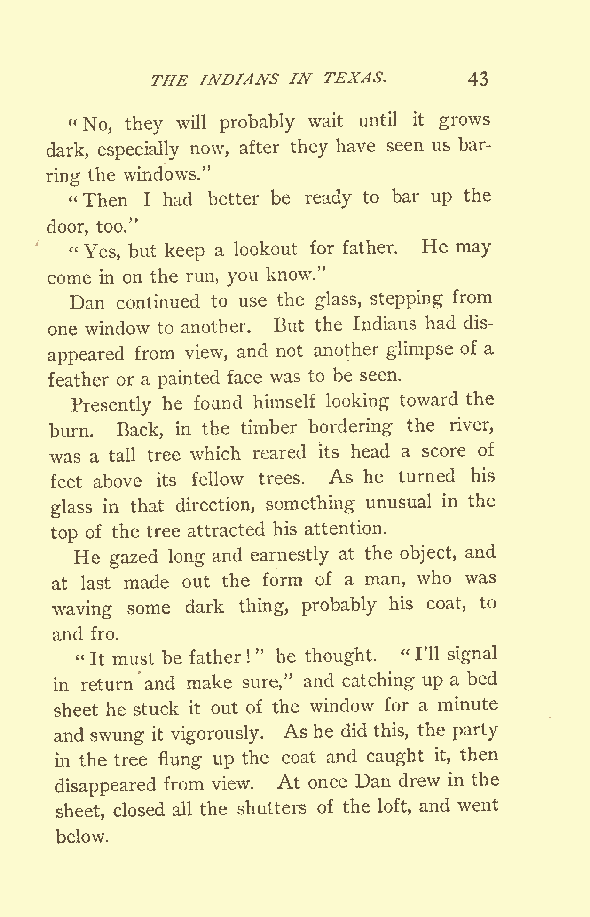 THE INDIANS IN TEXAS. 43
"No, they will probably wait until it grows
dark, especially now, after they have seen us bar-
ring the windows."
"Then I had better be ready to bar up the
door, too."
"Yes, but keep a lookout for father. He may
come in on the run, you know."
Dan continued to use the glass, stepping from
one window to another. But the Indians had dis-
appeared from view, and not another glimpse of a
feather or a painted face was to be seen.
Presently he found himself looking toward the
burn. Back, in the timber bordering the river,
was a tall tree which reared its head a score of
feet above its fellow trees. As he turned his
glass in that direction, something unusual in the
top of the tree attracted his attention.
He gazed long and earnestly at the object, and
at last made out the form of a man, who was
waving some dark thing, probably his coat, to
and fro.
"It must be father!" he thought. "I'll signal
in return and make sure," and catching up a bed
sheet he stuck it out of the window for a minute
and swung it vigorously. As he did this, the party
in the tree flung up the coat and caught it, then
disappeared from view. At once Dan drew in the
sheet, closed all the shutters of the loft, and went
below.